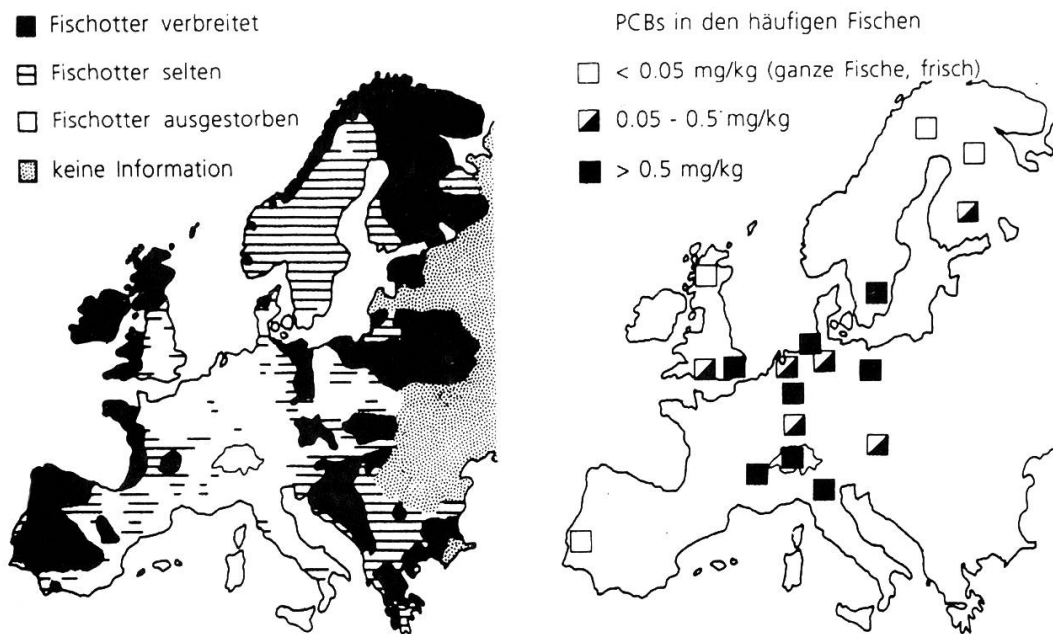 Fischotter verbreitet
Fischotter selten
Fischotter ausgestorben
keine Information
PCBs in den häufigen Fischen
< 0.05 mg/kg (ganze Fische, frisch)
0.05 - 0.5 mg/kg
> 0.5 mg/kg